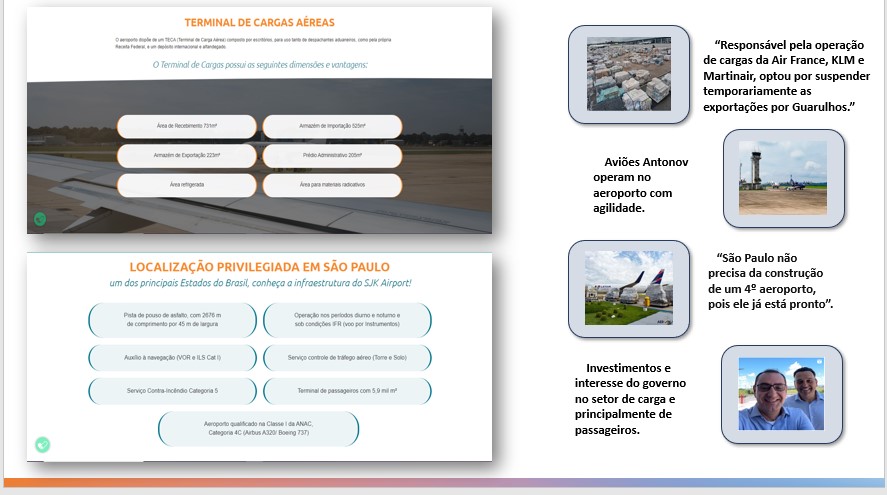 TERMINAL DE CARGAS AÉREAS
O aeroporto dispõe de um TECA (Terminal de Carga Aérea) composto por escritórios, para uso tanto de despachantes aduaneiros, como pela própria
Receita Federal, e um depósito internacional e alfandegado.
O Terminal de Cargas possui as seguintes dimensões e vantagens:
Área de Recebimento 731m²
Armazém de Importação 525m²
Armazém de Exportação 223m²
Prédio Administrativo 205m²
Área refrigerada
Área para materiais radioativos
LOCALIZAÇÃO PRIVILEGIADA EM SÃO PAULO
um dos principais Estados do Brasil, conheça a infraestrutura do SJK Airport!
Pista de pouso de asfalto, com 2676 m
de comprimento por 45 m de largura
Operação nos períodos diurno e noturno e
sob condições IFR (voo por Instrumentos)
Auxílio à navegação (VOR e ILS Cat I)
Serviço controle de tráfego aéreo (Torre e Solo)
Serviço Contra-Incêndio Categoria 5
Terminal de passageiros com 5.9 mil m²
Aeroporto qualificado na Classe I da ANAC,
Categoria 4C (Airbus A320/ Boeing 737)
“Responsável pela operação
de cargas da Air France, KLM e
Martinair, optou por suspender
temporariamente as
exportações por Guarulhos.”
Aviões Antonov
operam no
aeroporto com
agilidade.
“São Paulo não
precisa da construção
de um 4º aeroporto,
pois ele já está pronto”.
Investimentos e
interesse do governo
no setor de carga e
principalmente de
passageiros.